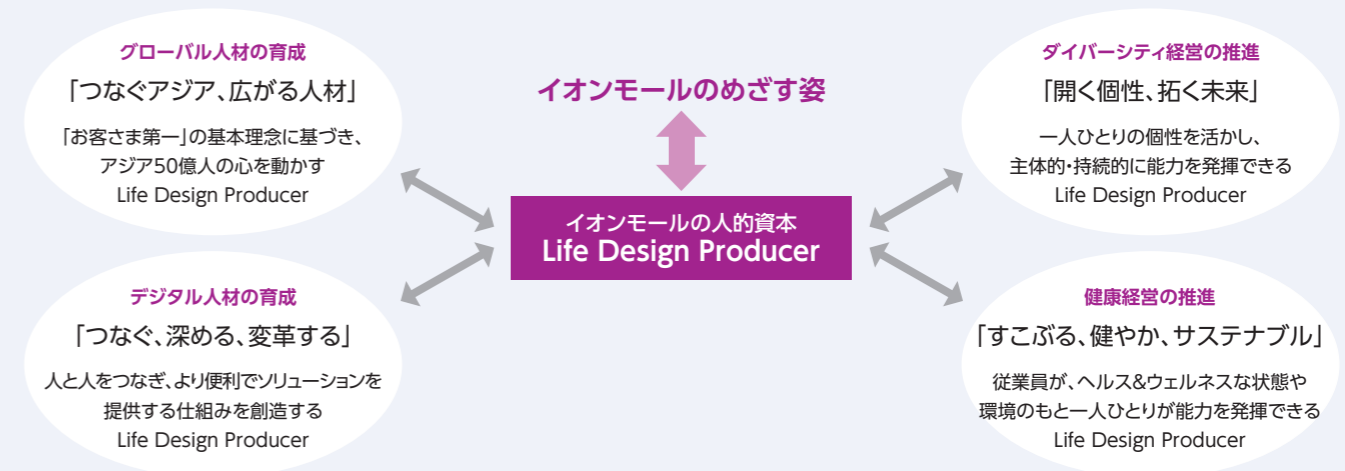 グローバル人材の育成
「つなぐアジア、広がる人材」
「お客さま第一」の基本理念に基づき、
アジア50億人の心を動かす
Life Design Producer
デジタル人材の育成
「つなぐ、深める、変革する」
人と人をつなぎ、より便利でソリューションを
提供する仕組みを創造する
Life Design Producer
イオンモールのめざす姿
イオンモールの人的資本
Life Design Producer
ダイバーシティ経営の推進
「開く個性、拓く未来」
一人ひとりの個性を活かし、
主体的・持続的に能力を発揮できる
Life Design Producer
健康経営の推進
「すこぶる、健やか、サステナブル」
従業員が、ヘルス&ウェルネスな状態や
環境のもと一人ひとりが能力を発揮できる
Life Design Producer